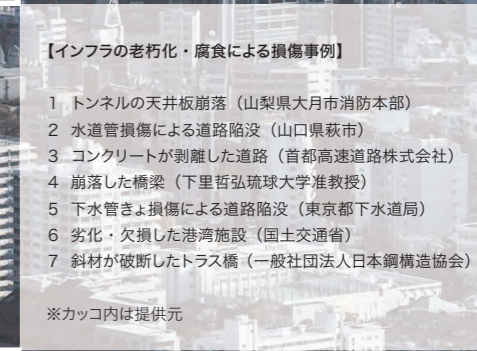 【インフラの老朽化・腐食による損傷事例】
1 トンネルの天井板崩落（山梨県大月市消防本部）
2 水道管損傷による道路陥没（山口県萩市）
3 コンクリートが剥離した道路（首都高速道路株式会社）
4 崩落した橋梁（下里哲弘琉球大学准教授）
5 下水管きょ損傷による道路陥没（東京都下水道局）
6 劣化・欠損した港湾施設（国土交通省）
7 斜材が破断したトラス橋（一般社団法人日本鋼構造協会）
※カッコ内は提供元